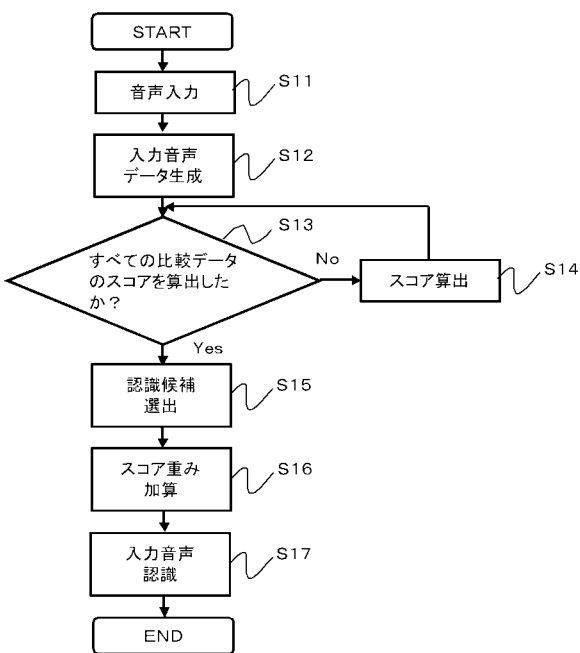 START
音声入力
S11
入力音声
データ生成
S12
S13
すべての比較データ
のスコアを算出した
か？
No
スコア算出
S14
Yes
認識候補
選出
S15
スコア重み
加算
S16
入力音声
認識
S17
END